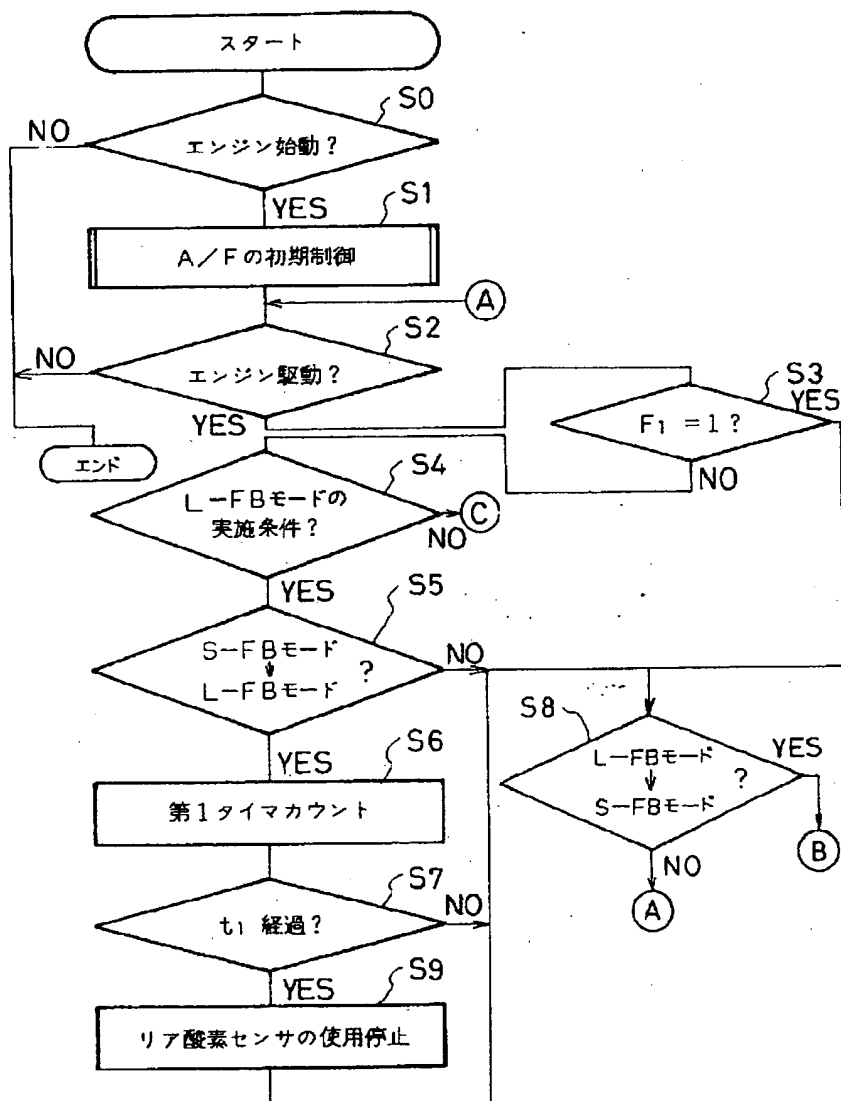 スタート
S0
NO
エンジン始動?
YES
S1
A/Fの初期制御
A
S2
NO
エンジン駆動?
YES
S3
YES
F1 =1?
NO
エンド
S4
L-FBモードの
実施条件?
C
NO
YES
S5
S-FBモード
↓
L-FBモード
?
NO
YES
S6
第1タイマカウント
S8
L-FBモード
↓
S-FBモード
?
YES
B
NO
A
S7
t1 経過?
NO
YES
S9
リア酸素センサの使用停止